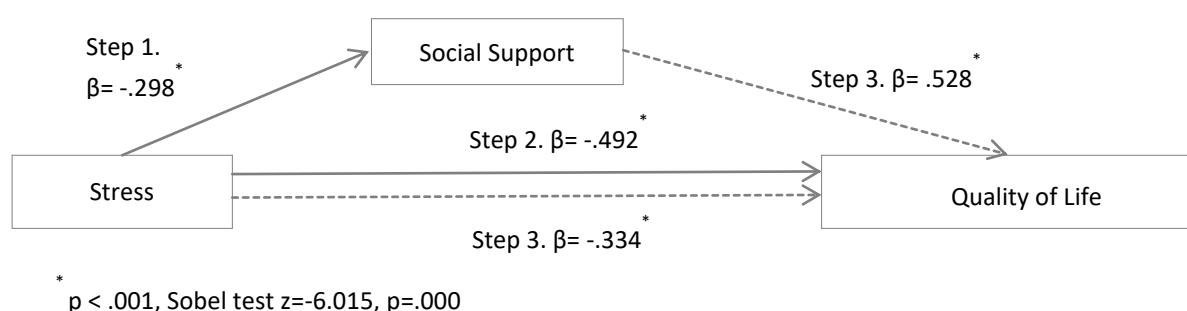 Step 1.
β= -.298*
Social Support
Step 3. β= .528*
Step 2. β= -.492*
Stress
Quality of Life
Step 3. β= -.334*
* p < .001, Sobel test z=-6.015, p=.000